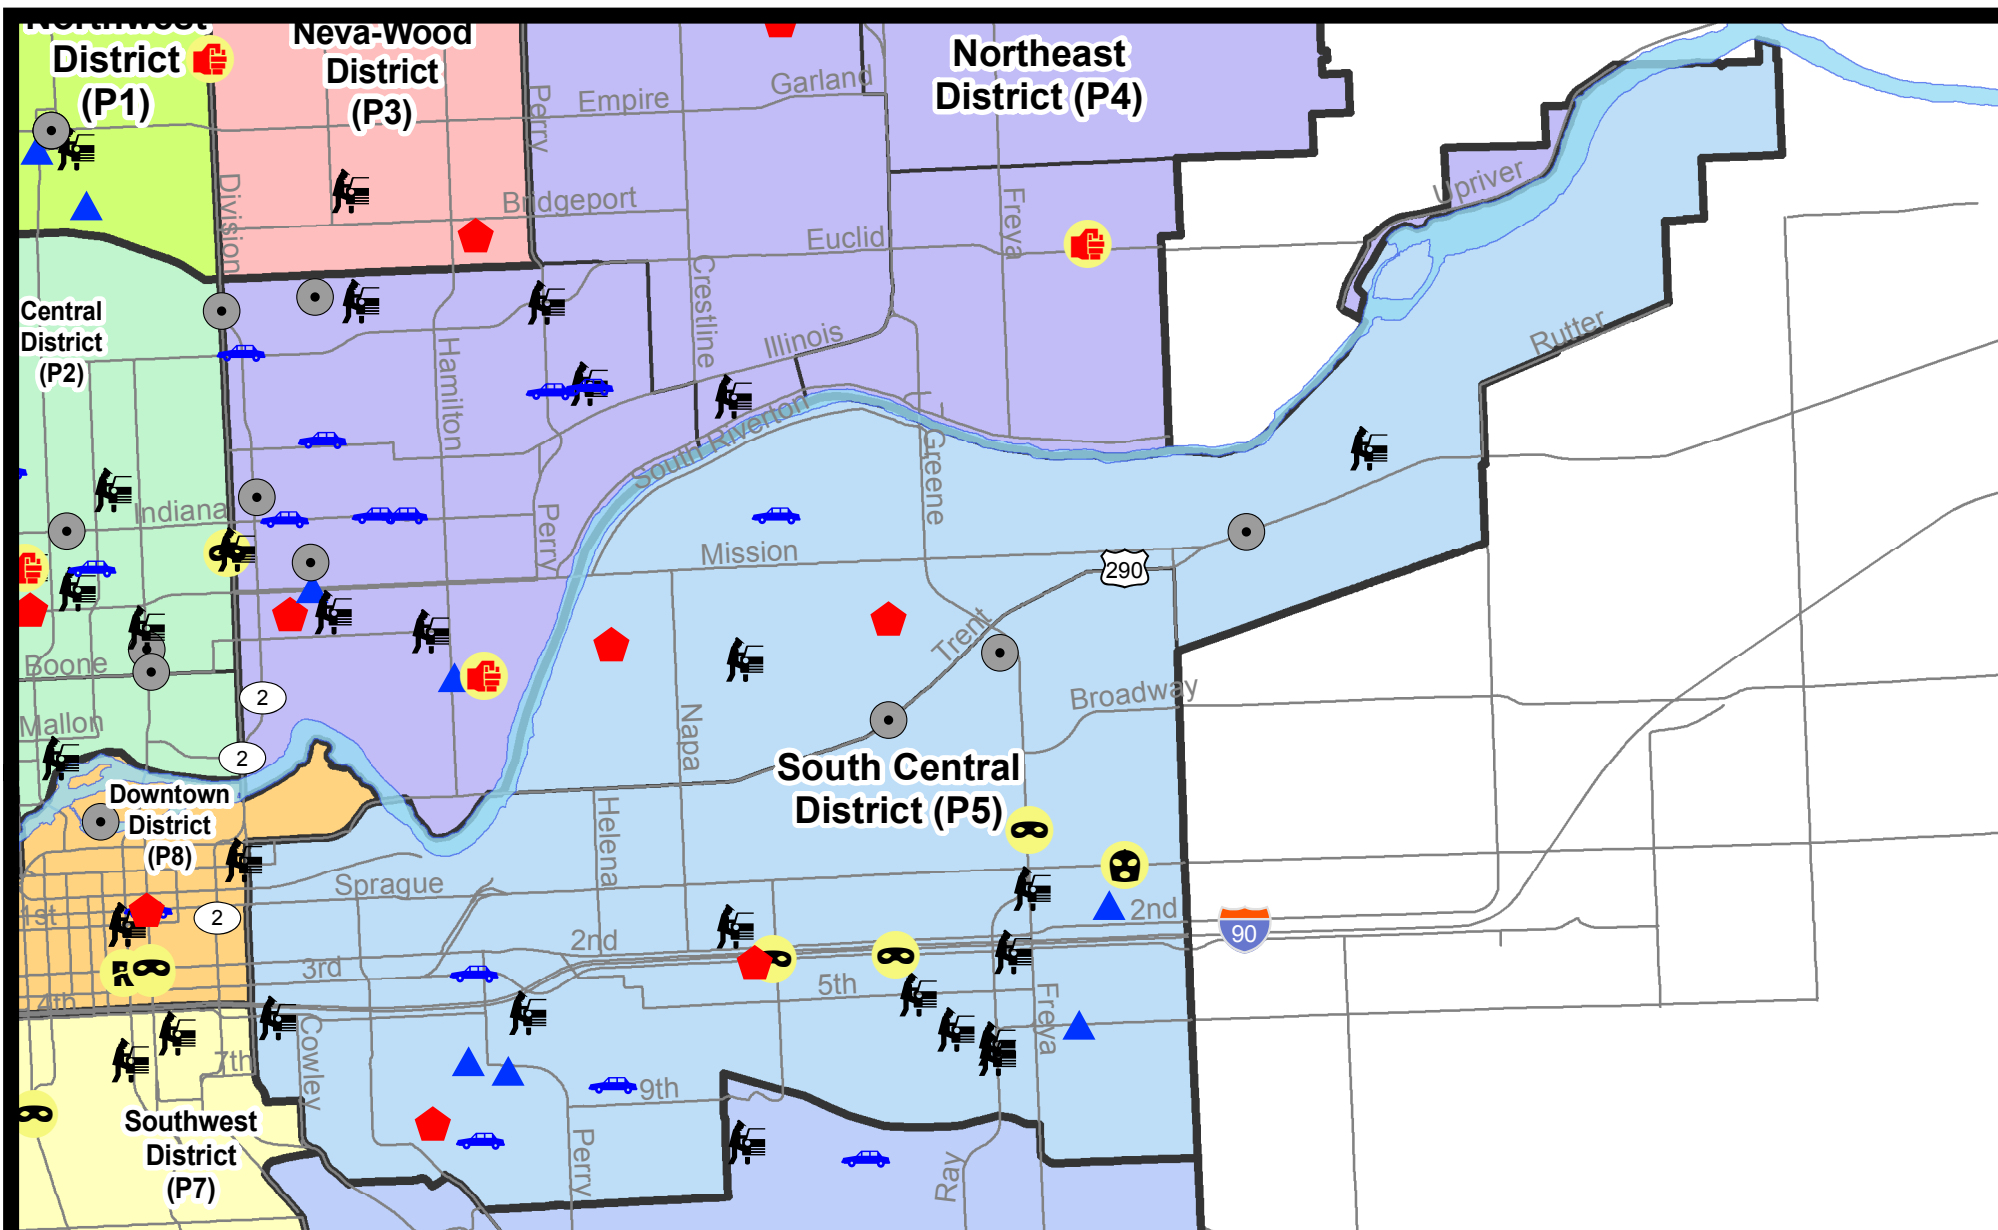 Northwest
District
(P1)
Neva-Wood
District
(P3)
Northeast
District (P4)
Garland
Empire
Perry
Division
Bridgeport
Freya
Upriver
Euclid
Crestline
Central
District
(P2)
Illinois
Rutter
Hamilton
South Riverton
Greene
Indiana
Perry
Mission
290
Trent
Boone
2
Broadway
Mallon
Napa
2
South Central
District (P5)
Downtown
District
(P8)
Helena
Sprague
1st
2
2nd
2nd
90
3rd
4th
5th
Freya
Cowley
7th
9th
Southwest
District
(P7)
Perry
Ray